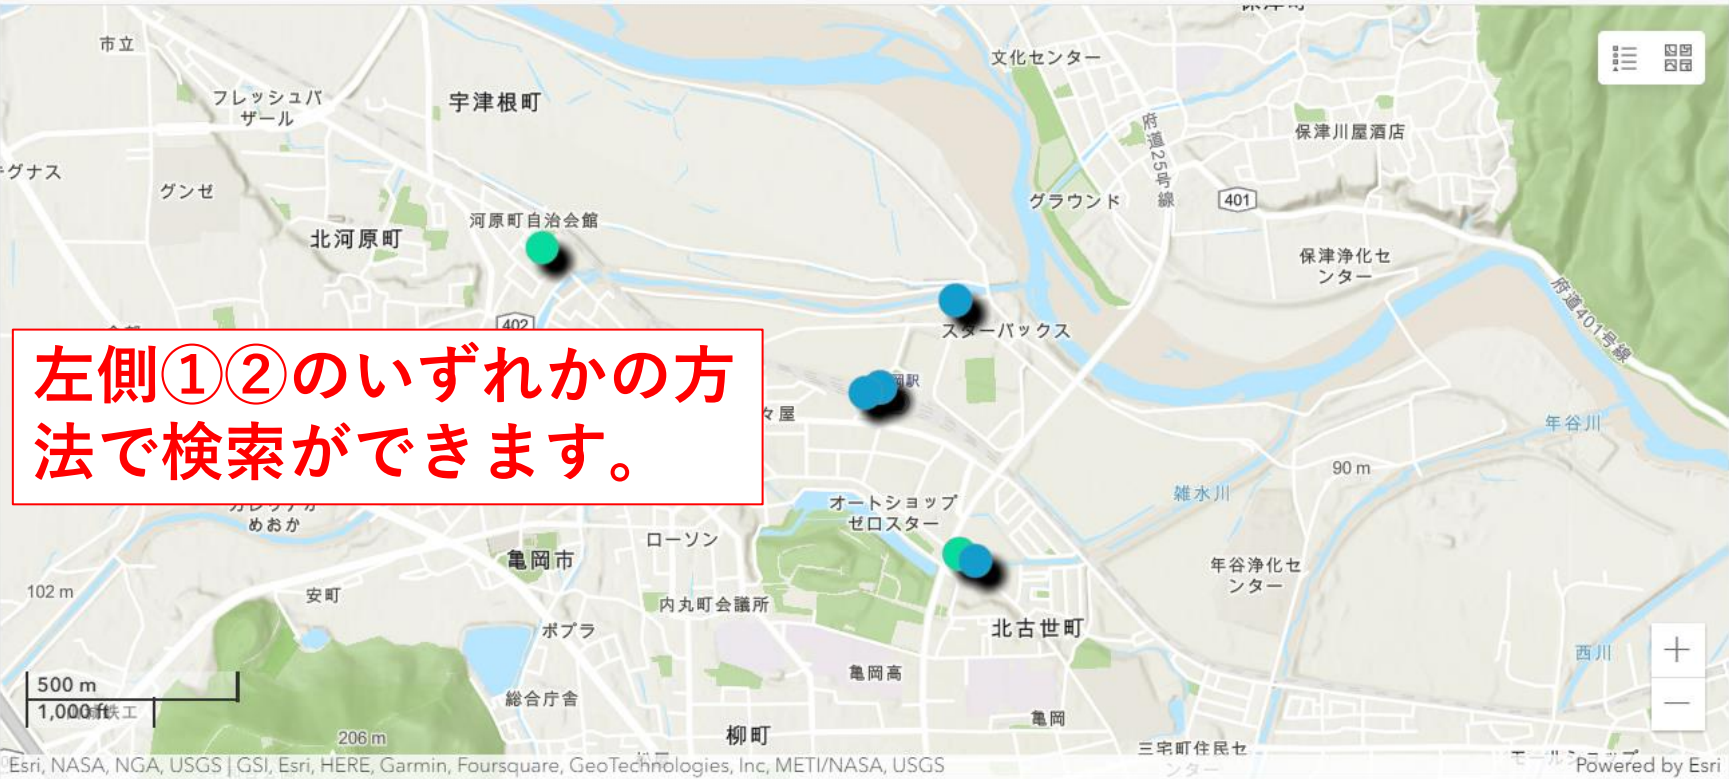 市立
文化センター
フレッシュバ
ザール
宇津根町
府道25号線
保津川屋酒店
グンゼ
グラウンド
401
河原町自治会館
北河原町
保津浄化セ
ンター
府道401号線
402
スターバックス
左側①②のいずれかの方
法で検索ができます。
年谷川
90 m
雑水川
オートショップ
ゼロスター
めおか
ローソン
亀岡市
年谷浄化セ
ンター
102 m
安町
内丸町会議所
ポプラ
北古世町
西川
亀岡高
500 m
1,000 ft
総合庁舎
亀岡
柳町
206 m
三宅町住民セ
ンター
Esri, NASA, NGA, USGS | GSI, Esri, HERE, Garmin, Foursquare, GeoTechnologies, Inc, METI/NASA, USGS
Powered by Esri